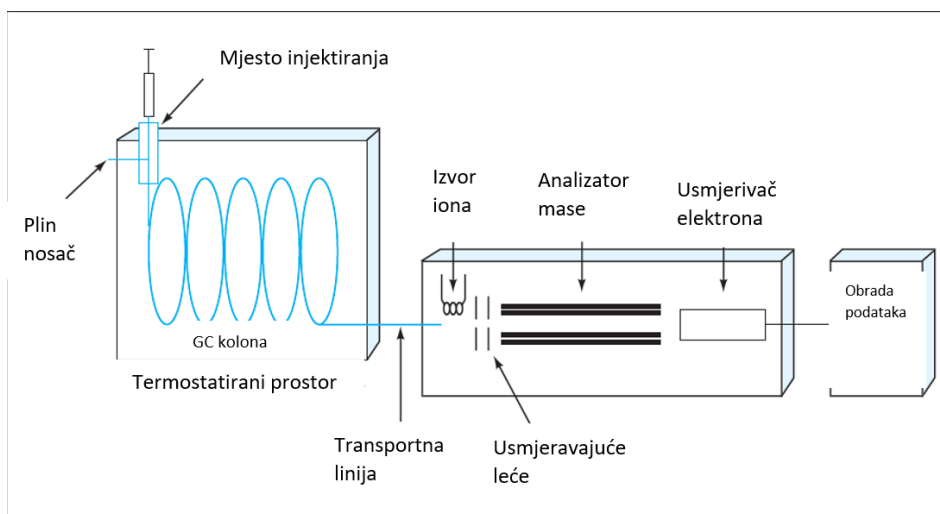 Mjesto injektiranja
Plin
nosač
GC kolona
Termostatirani prostor
Transportna
linija
Izvor
iona
Analizator
mase
Usmjerivač
elektrona
Usmjeravajuće
leće
Obrada
podataka